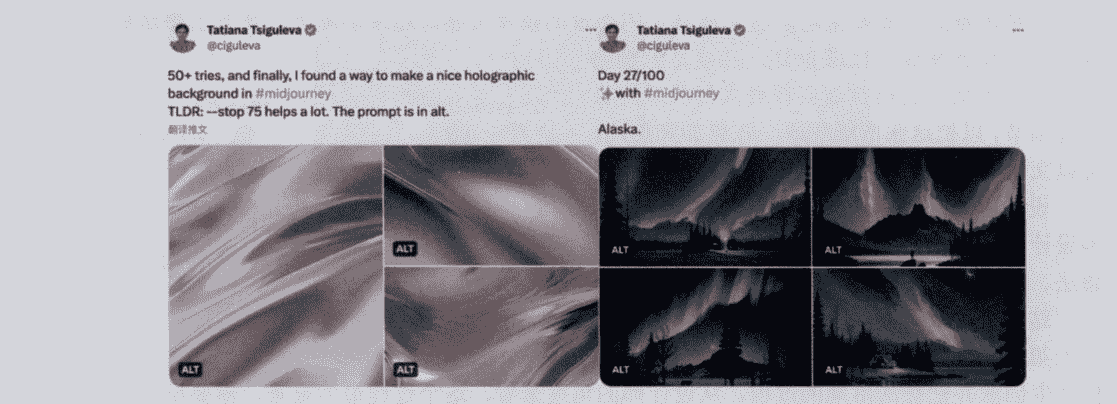 Tatiana Tsiguleva
@ciguleva
50+ tries, and finally, I found a way to make a nice holographic
background in #midjourney
TLDR: --stop 75 helps a lot. The prompt is in alt.
翻译推文
ALT
ALT
ALT
Tatiana Tsiguleva
@ciguleva
Day 27/100
✨with #midjourney
Alaska.
ALT
ALT
ALT
ALT